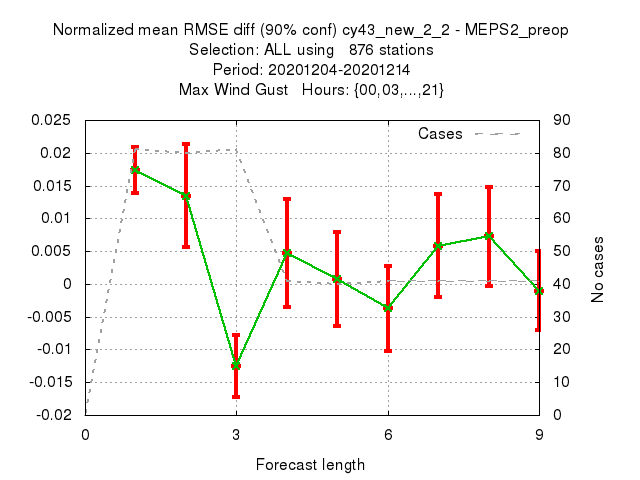 Normalized mean RMSE diff (90% conf) cy43_new_2_2 - MEPS2_preop
Selection: ALL using 876 stations
Period: 20201204-20201214
Max Wind Gust Hours: {00,03,...,21}
Cases
0.025
0.02
0.015
0.01
0.005
0
-0.005
-0.01
-0.015
-0.02
90
80
70
60
50
40
30
20
10
0
No cases
0 3 6 9
Forecast length